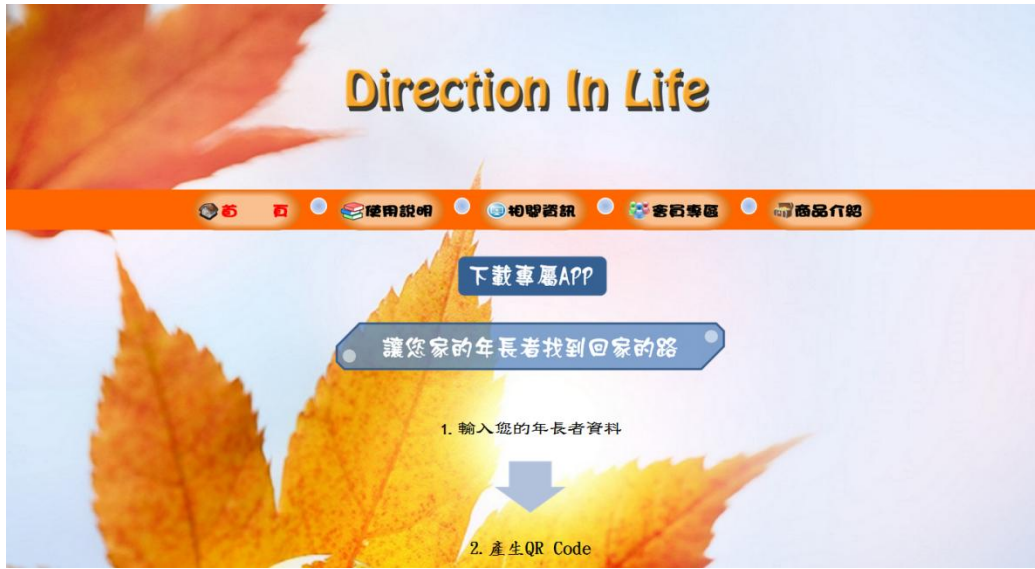 Direction In Life
首 頁 使用說明 相關資訊 會員專區 商品介紹
下載專屬APP
讓您家的年長者找到回家的路
1. 輸入您的年長者資料
2. 產生QR Code